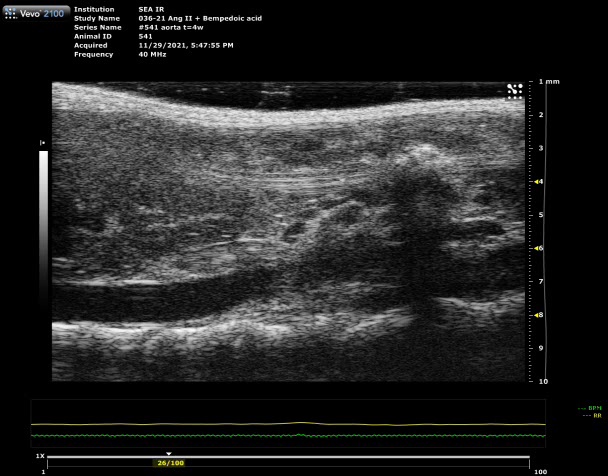 Vevo 2100
Institution SEA IR
Study Name 036-21 Ang II + Bempedoic acid
Series Name #541 aorta t=4w
Animal ID 541
Acquired 11/29/2021, 5:47:55 PM
Frequency 40 MHz
1 mm
2
3
4
5
6
7
8
9
10
BPM
RR
1X
26/100
1 100